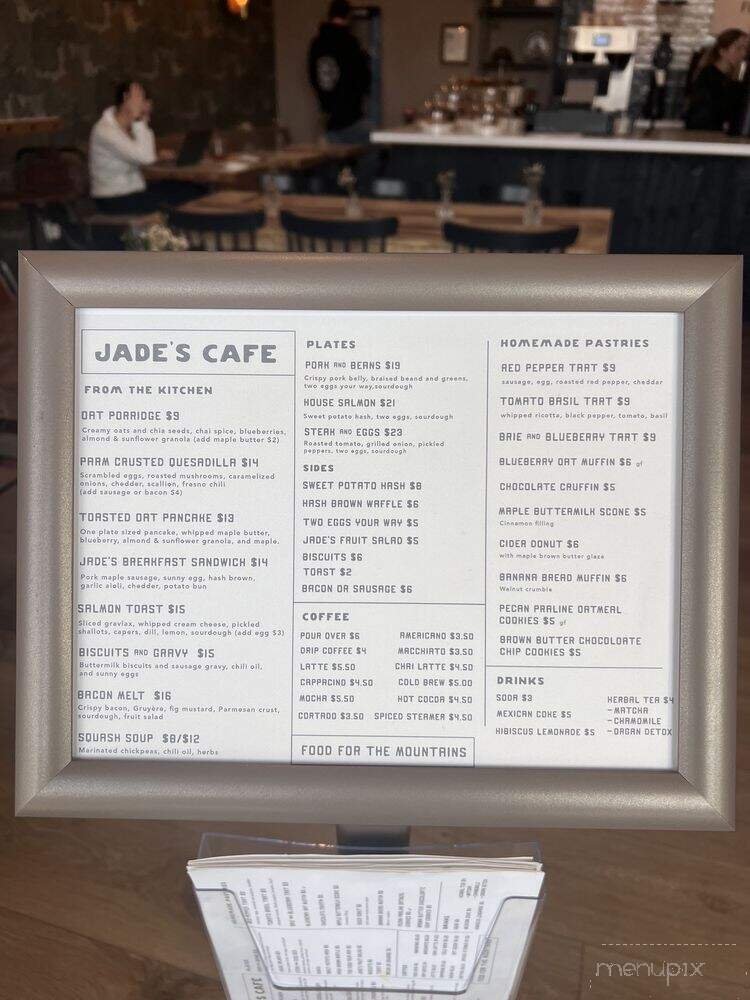 JADE'S CAFE
FROM THE KITCHEN
OAT PORRIDGE $9
Creamy oats and chia seeds, chai spice, blueberries,
almond & sunflower granola (add maple butter $2)
PARM CRUSTED QUESADILLA $14
Scrambled eggs, roasted mushrooms, caramelized
onions, chedder, scallion, fresno chili
(add sausage or bacon $4)
TOASTED OAT PANCAKE $13
One plate sized pancake, whipped maple butter,
blueberry, almond & sunflower granola, and maple.
JADE'S BREAKFAST SANDWICH $14
Pork maple sausage, sunny egg, hash brown,
garlic aioli, chedder, potato bun
SALMON TOAST $15
Sliced gravlax, whipped cream cheese, pickled
shallots, capers, dill, lemon, sourdough (add egg $3)
BISCUITS AND GRAVY $15
Buttermilk biscuits and sausage gravy, chili oil,
and sunny eggs
BACON MELT $16
Crispy bacon, Gruyère, fig mustard, Parmesan crust,
sourdough, fruit salad
SQUASH SOUP $8/$12
Marinated chickpeas, chili oil, herbs
PLATES
PORK AND BEANS $19
Crispy pork belly, braised beand and greens,
two eggs your way,sourdough
HOUSE SALMON $21
Sweet potato hash, two eggs, sourdough
STEAK AND EGGS $23
Roasted tomato, grilled onion, pickled
peppers, two eggs, sourdough
SIDES
SWEET POTATO HASH $8
HASH BROWN WAFFLE $6
TWO EGGS YOUR WAY $5
JADE'S FRUIT SALAD $5
BISCUITS $6
TOAST $2
BACON OR SAUSAGE $6
COFFEE
POUR OVER $6
DRIP COFFEE $4
LATTE $5.50
CAPPACINO $4.50
MOCHA $5.50
CORTADO $3.50
AMERICANO $3.50
MACCHIATO $3.50
CHAI LATTE $4.50
COLD BREW $5.00
HOT COCOA $4.50
SPICED STEAMER $4.50
FOOD FOR THE MOUNTAINS
HOMEMADE PASTRIES
RED PEPPER TART $9
sausage, egg, roasted red pepper, cheddar
TOMATO BASIL TART $9
whipped ricotta, black pepper, tomato, basil
BRIE AND BLUEBERRY TART $9
BLUEBERRY OAT MUFFIN $6 gf
CHOCOLATE CRUFFIN $5
MAPLE BUTTERMILK SCONE $5
Cinnamon filling
CIDER DONUT $6
with maple brown butter glaze
BANANA BREAD MUFFIN $6
Walnut crumble
PECAN PRALINE OATMEAL
COOKIES $5 gf
BROWN BUTTER CHOCOLOATE
CHIP COOKIES $5
DRINKS
SODA $3
MEXICAN COKE $5
HIBISCUS LEMONADE $5
HERBAL TEA $4
-MATCHA
-CHAMOMILE
-ORGAN DETOX
menupix